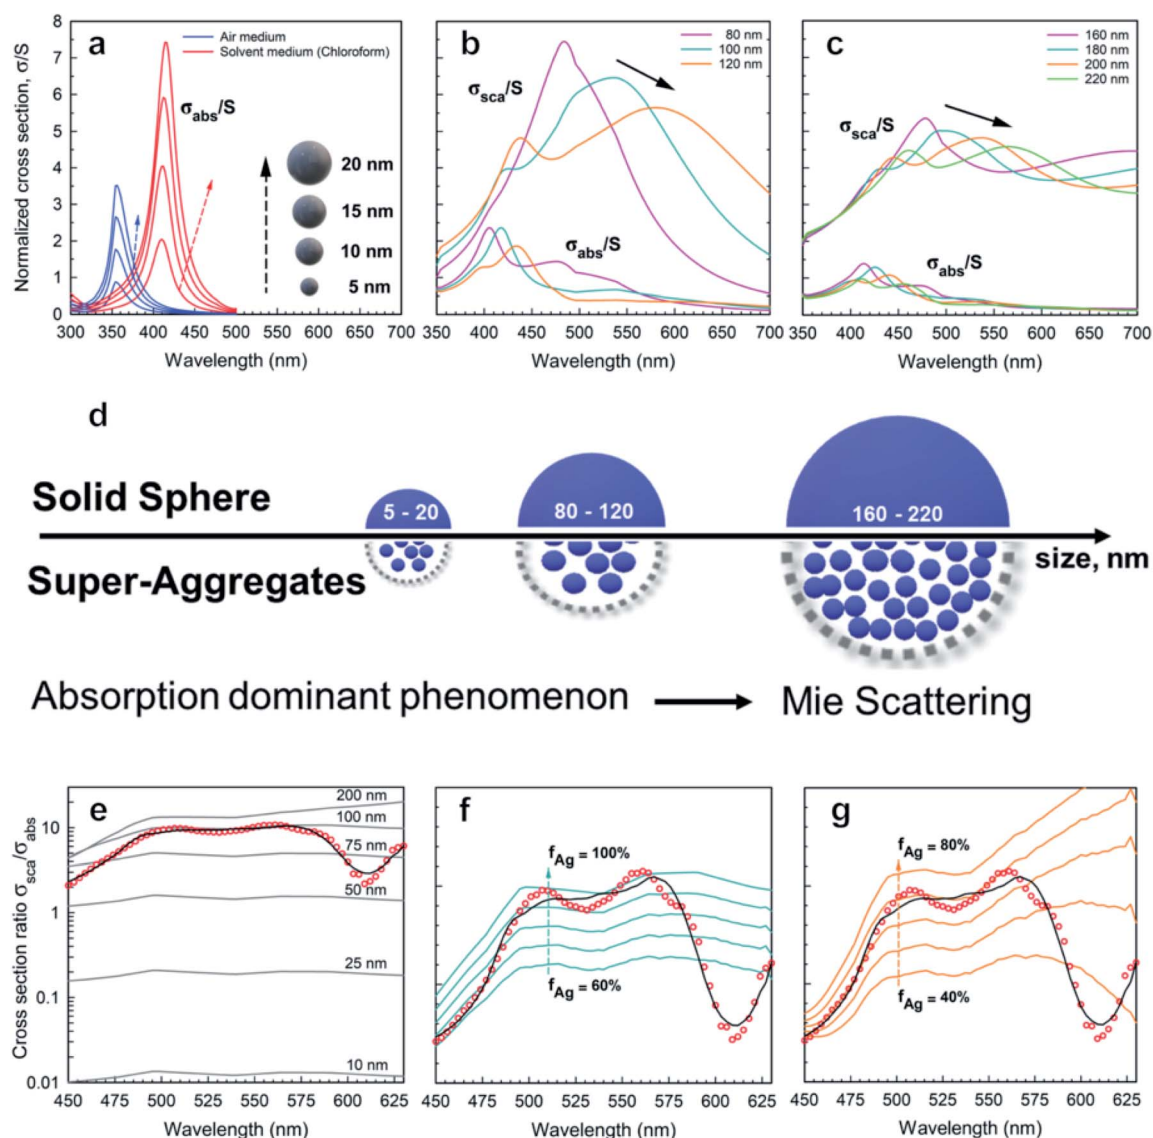 a
Air medium
Solvent medium (Chloroform)
σabs/S
20 nm
15 nm
10 nm
5 nm
Normalized cross section, σ/S
8
7
6
5
4
3
2
1
0
300 350 400 450 500 550 600 650 700
Wavelength (nm)
b
80 nm
100 nm
120 nm
σsca/S
σabs/S
350 400 450 500 550 600 650 700
Wavelength (nm)
c
160 nm
180 nm
200 nm
220 nm
σsca/S
σabs/S
350 400 450 500 550 600 650 700
Wavelength (nm)
d
Solid Sphere
5 - 20
80 - 120
160 - 220
size, nm
Super-Aggregates
Absorption dominant phenomenon
Mie Scattering
e
200 nm
100 nm
75 nm
50 nm
25 nm
10 nm
Cross section ratio σsca/σabs
10
1
0.1
0.01
450 475 500 525 550 575 600 625
Wavelength (nm)
f
fAg = 100%
fAg = 60%
450 475 500 525 550 575 600 625
Wavelength (nm)
g
fAg = 80%
fAg = 40%
450 475 500 525 550 575 600 625
Wavelength (nm)